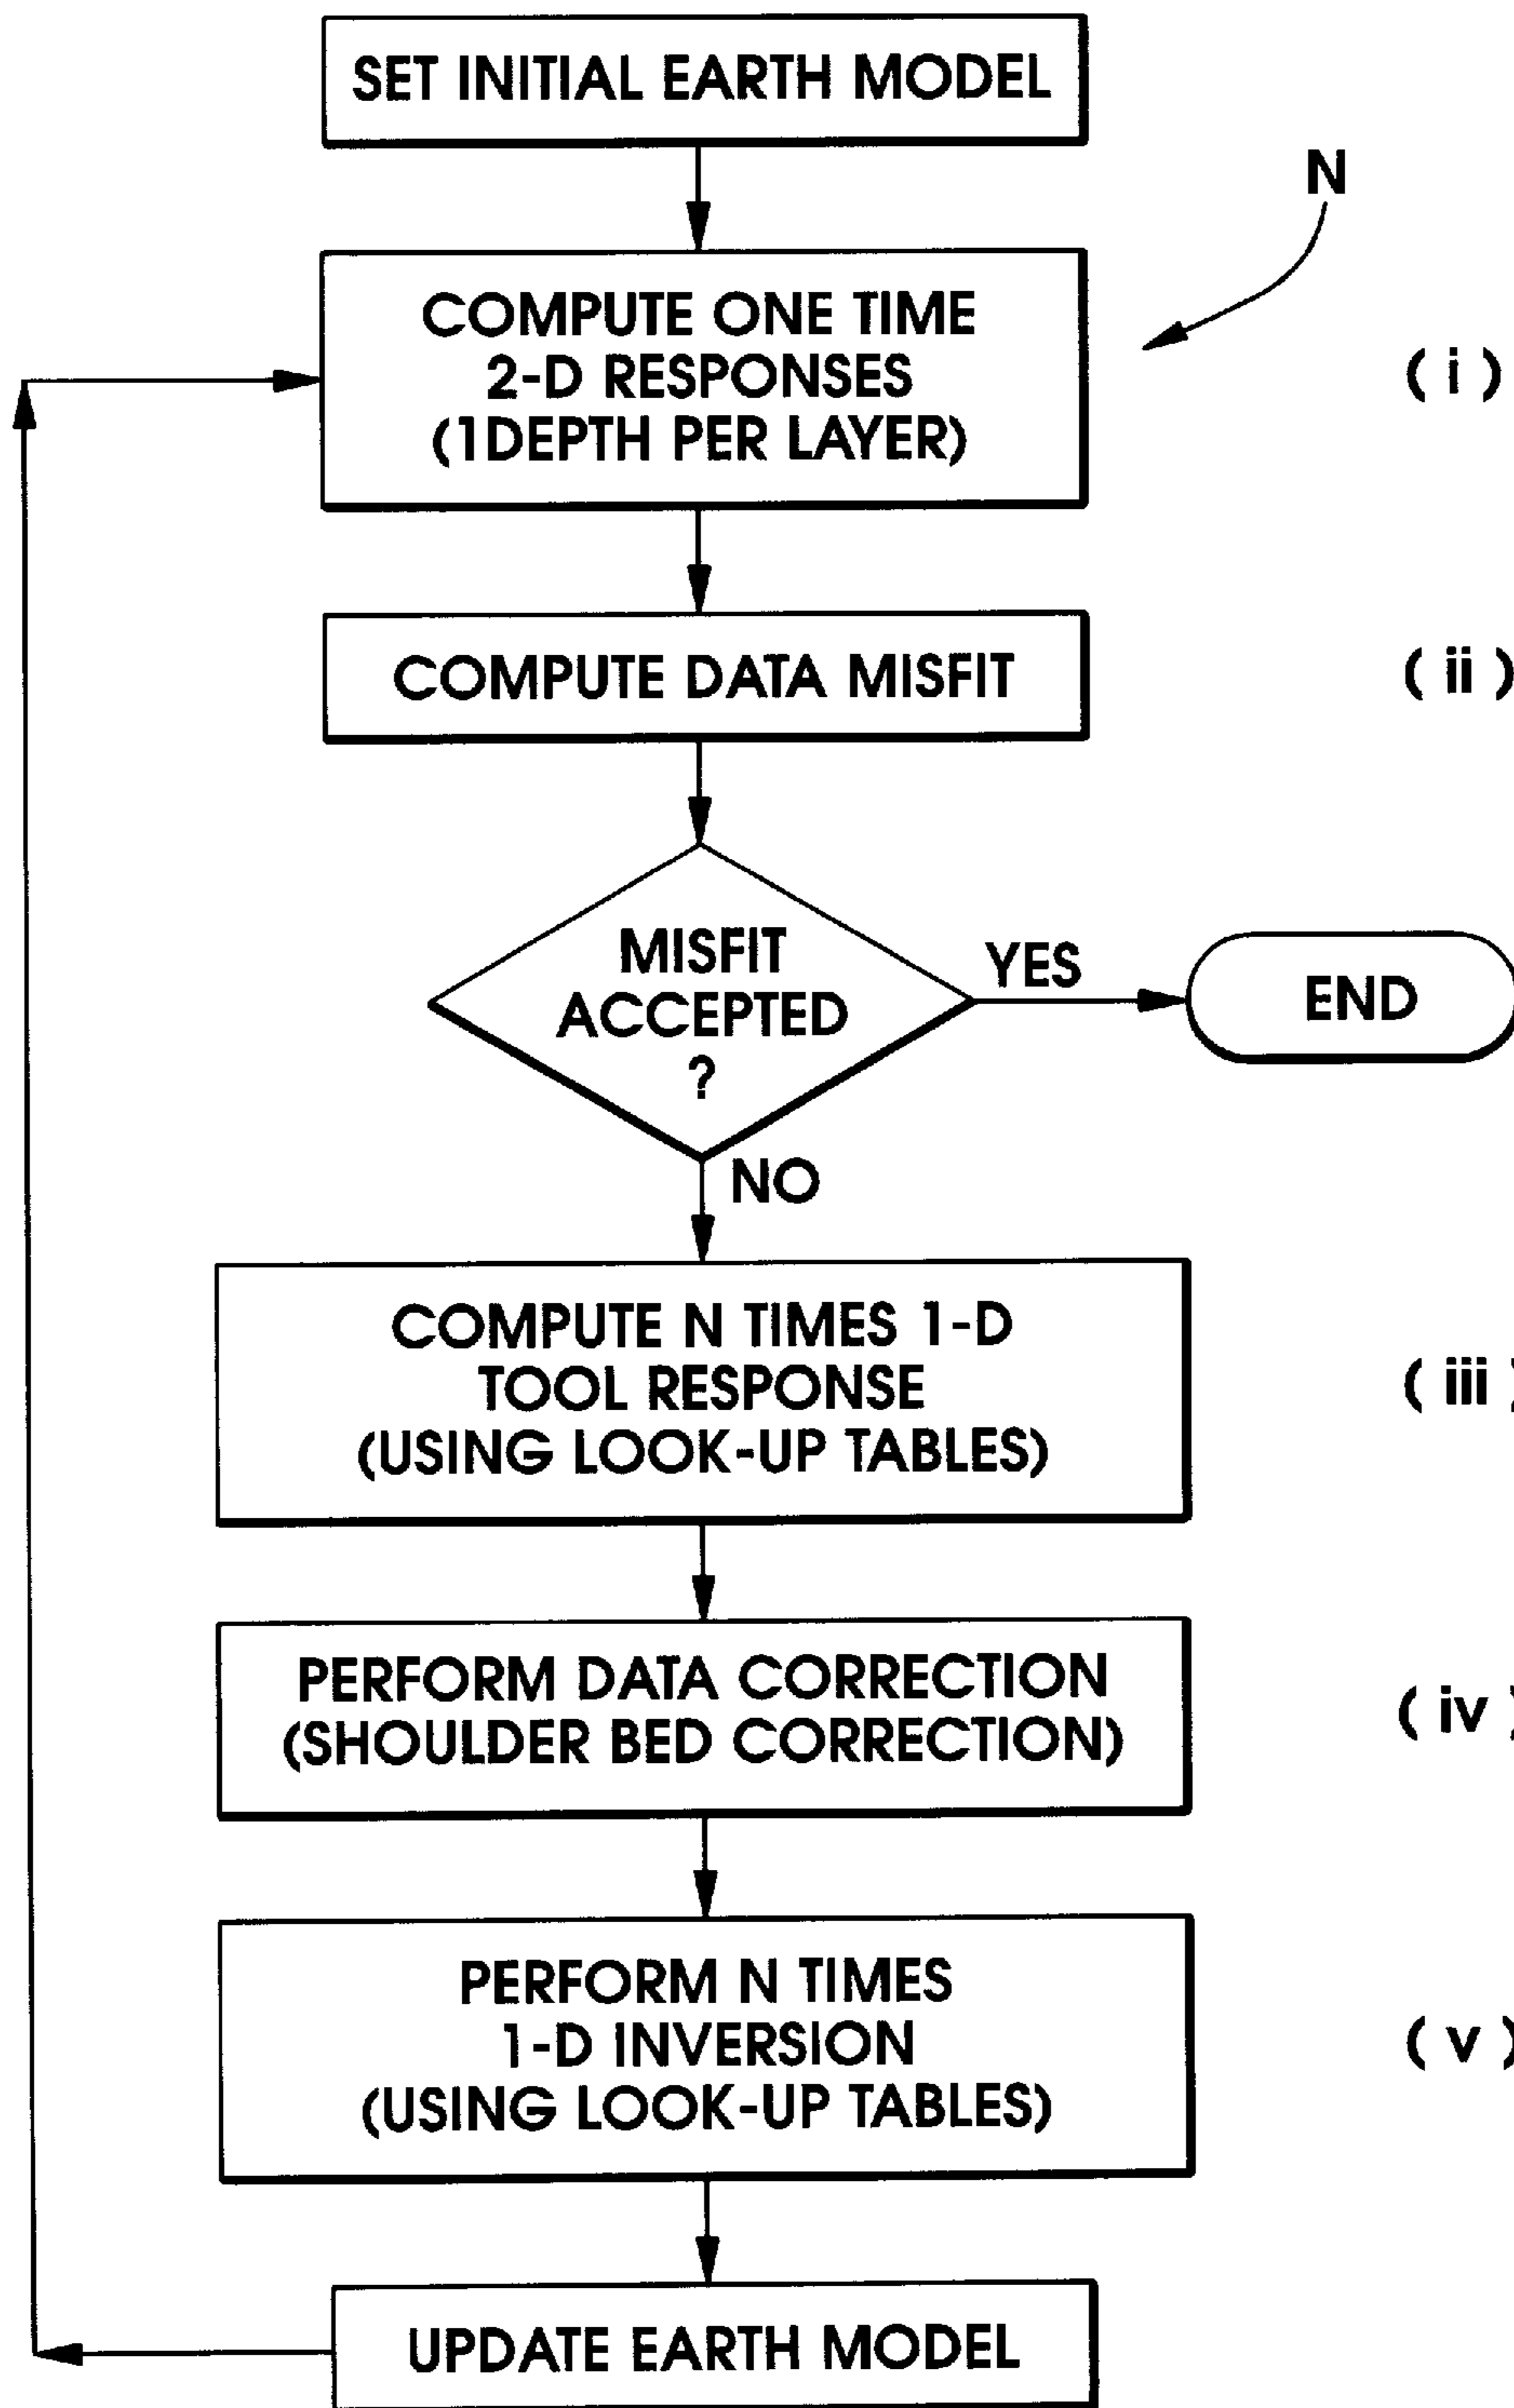 SET INITIAL EARTH MODEL
N
COMPUTE ONE TIME
2-D RESPONSES
(1DEPTH PER LAYER)
( i )
COMPUTE DATA MISFIT
( ii )
MISFIT
ACCEPTED
?
YES
END
NO
COMPUTE N TIMES 1-D
TOOL RESPONSE
(USING LOOK-UP TABLES)
( iii )
PERFORM DATA CORRECTION
(SHOULDER BED CORRECTION)
( iv )
PERFORM N TIMES
1-D INVERSION
(USING LOOK-UP TABLES)
( v )
UPDATE EARTH MODEL